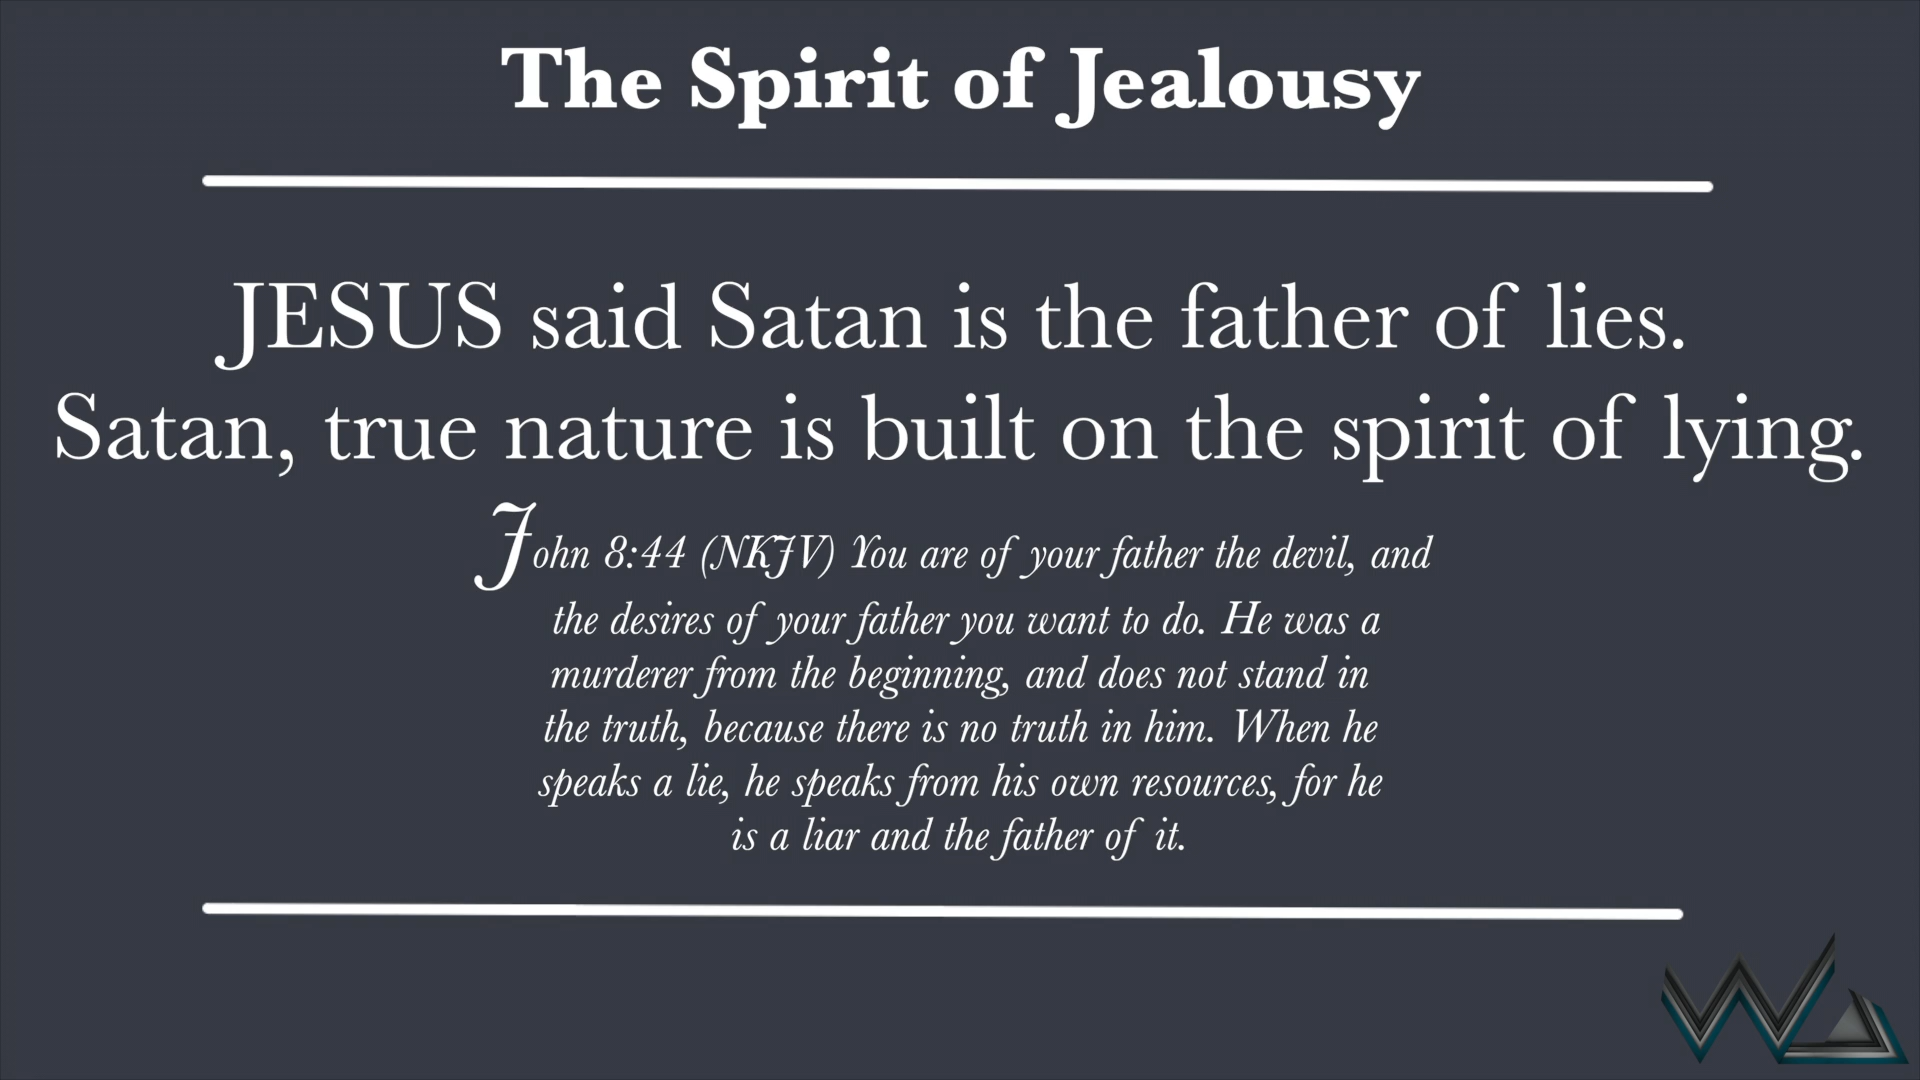 The Spirit of Jealousy
JESUS said Satan is the father of lies.
Satan, true nature is built on the spirit of lying.
John 8:44 (NKJV) You are of your father the devil, and
the desires of your father you want to do. He was a
murderer from the beginning, and does not stand in
the truth, because there is no truth in him. When he
speaks a lie, he speaks from his own resources, for he
is a liar and the father of it.